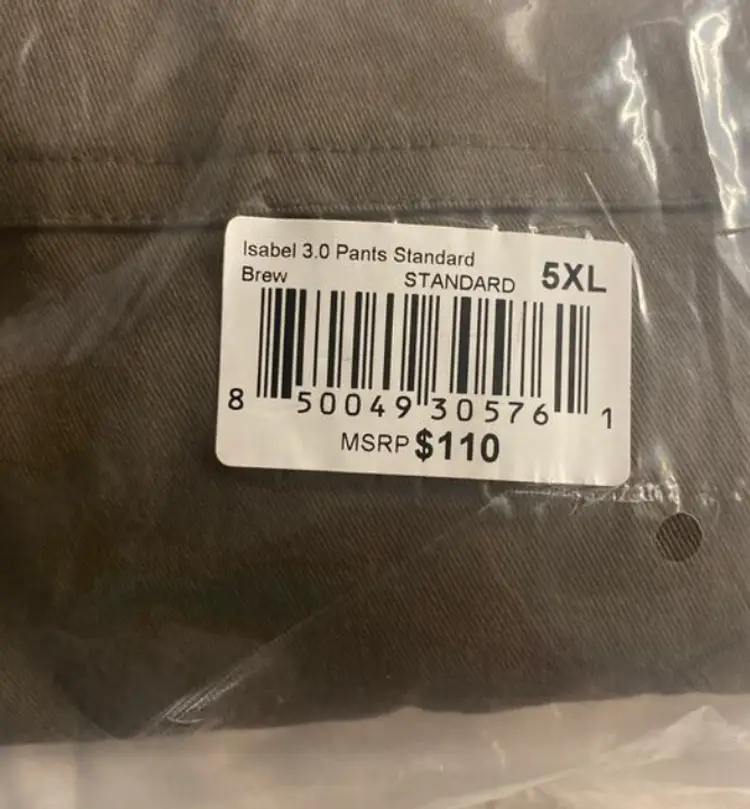 Isabel 3.0 Pants Standard
Brew STANDARD 5XL
8 50049 30576 1
MSRP $110